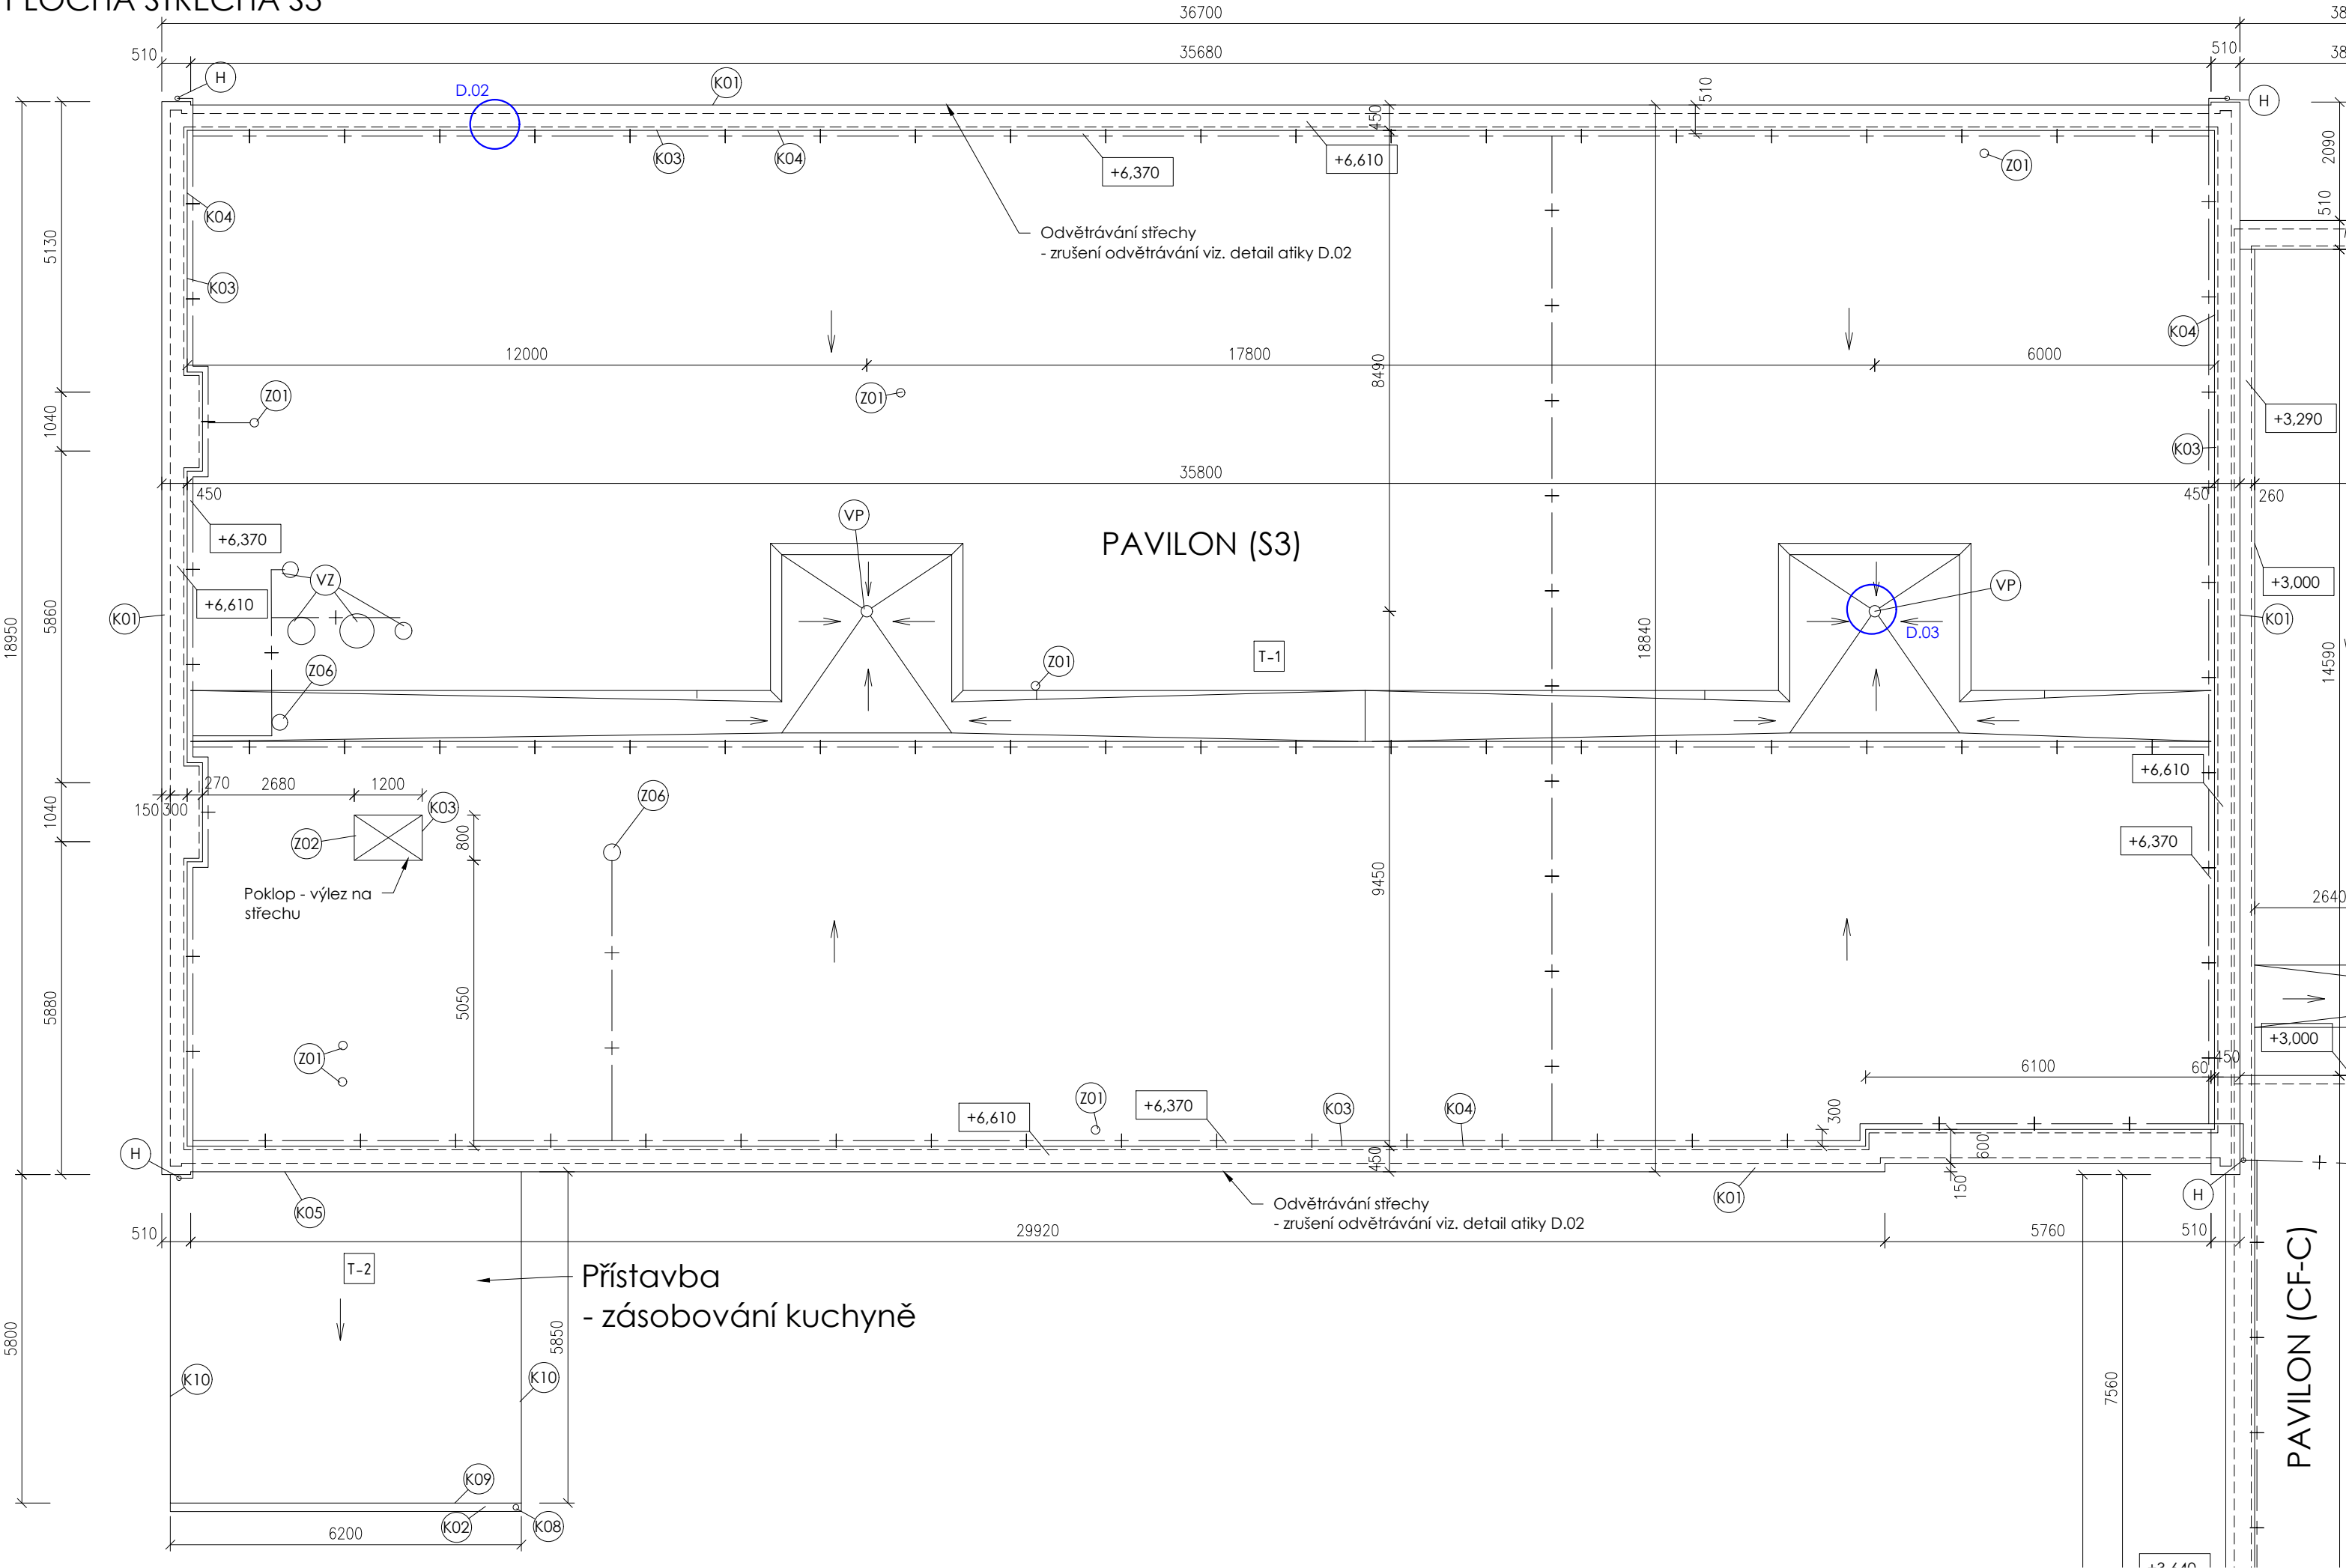 PLOCHÁ STŘECHA S3
36700
510
35680
510
H
D.02
K01
510
H
450
K03
K04
+6,370
+6,610
Z01
2090
K04
Odvětrávání střechy
- zrušení odvětrávání viz. detail atiky D.02
510
5130
K03
K04
12000
17800
6000
8490
Z01
Z01
1040
+3,290
K03
35800
450
450
260
+6,370
VP
PAVILON (S3)
VZ
+6,610
VP
+3,000
K01
5860
18950
D.03
K01
18840
T-1
Z01
14590
Z06
+6,610
270
2680
1200
150
300
K03
Z06
1040
Z02
800
+6,370
9450
Poklop - výlez na
střechu
2640
5880
5050
+3,000
Z01
450
6100
60
Z01
+6,370
+6,610
K03
K04
300
600
H
450
150
K05
Odvětrávání střechy
- zrušení odvětrávání viz. detail atiky D.02
K01
H
510
29920
5760
510
T-2
Přístavba
- zásobování kuchyně
5800
5850
K10
K10
7560
PAVILON (CF-C)
K09
K02
K08
6200